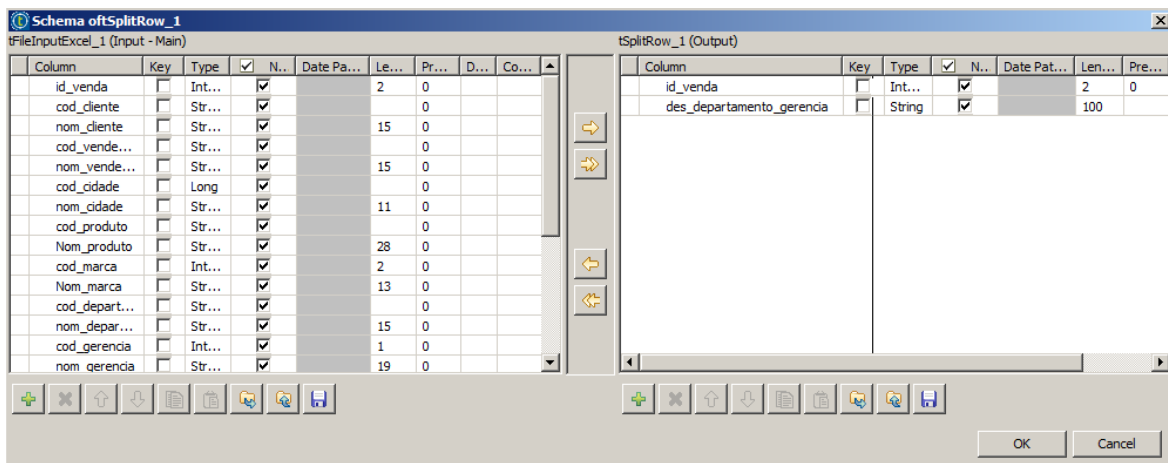 Schema oftSplitRow_1
tFileInputExcel_1 (Input - Main)
Column Key Type N.. Date Pa... Le... Pr... D... Co...
id_venda Int... 2 0
cod_cliente Str... 0
nom_cliente Str... 15 0
cod_vende... Str... 0
nom_vende... Str... 15 0
cod_cidade Long 0
nom_cidade Str... 11 0
cod_produto Str... 0
Nom_produto Str... 28 0
cod_marca Int... 2 0
Nom_marca Str... 13 0
cod_depart... Str... 0
nom_depar... Str... 15 0
cod_gerencia Int... 1 0
nom_gerencia Str... 19 0
tSplitRow_1 (Output)
Column Key Type N.. Date Pat... Len... Pre...
id_venda Int... 2 0
des_departamento_gerencia String 100
OK Cancel